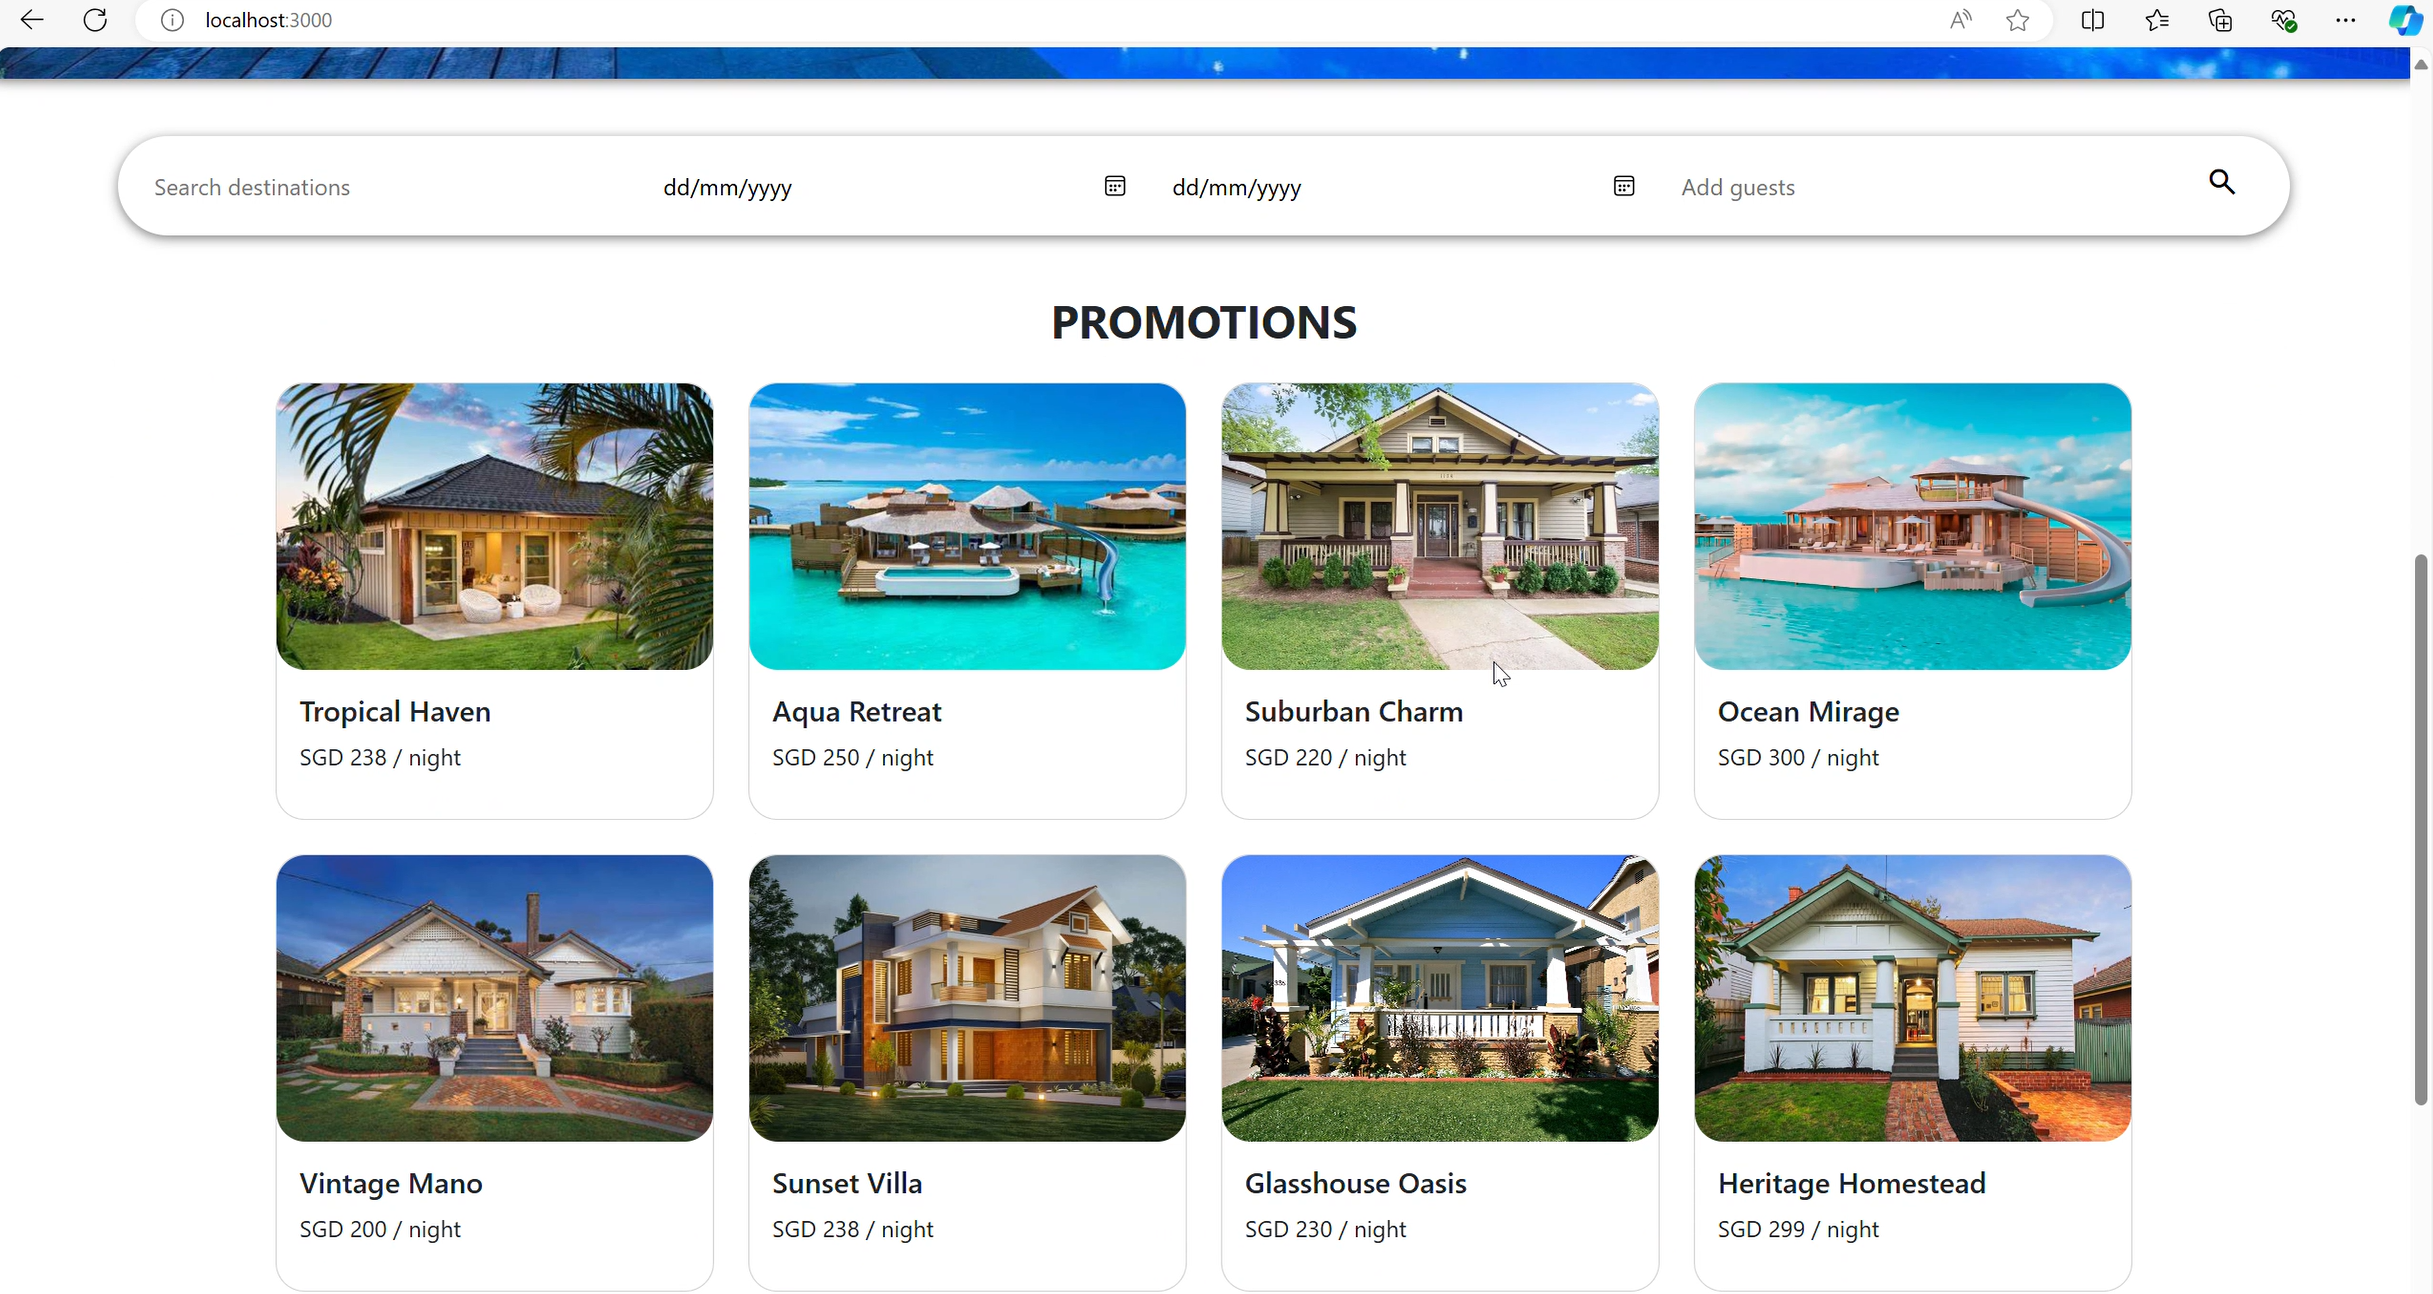 localhost:3000
Search destinations
dd/mm/yyyy
dd/mm/yyyy
Add guests
PROMOTIONS
Tropical Haven
SGD 238 / night
Aqua Retreat
SGD 250 / night
Suburban Charm
SGD 220 / night
Ocean Mirage
SGD 300 / night
Vintage Mano
SGD 200 / night
Sunset Villa
SGD 238 / night
Glasshouse Oasis
SGD 230 / night
Heritage Homestead
SGD 299 / night